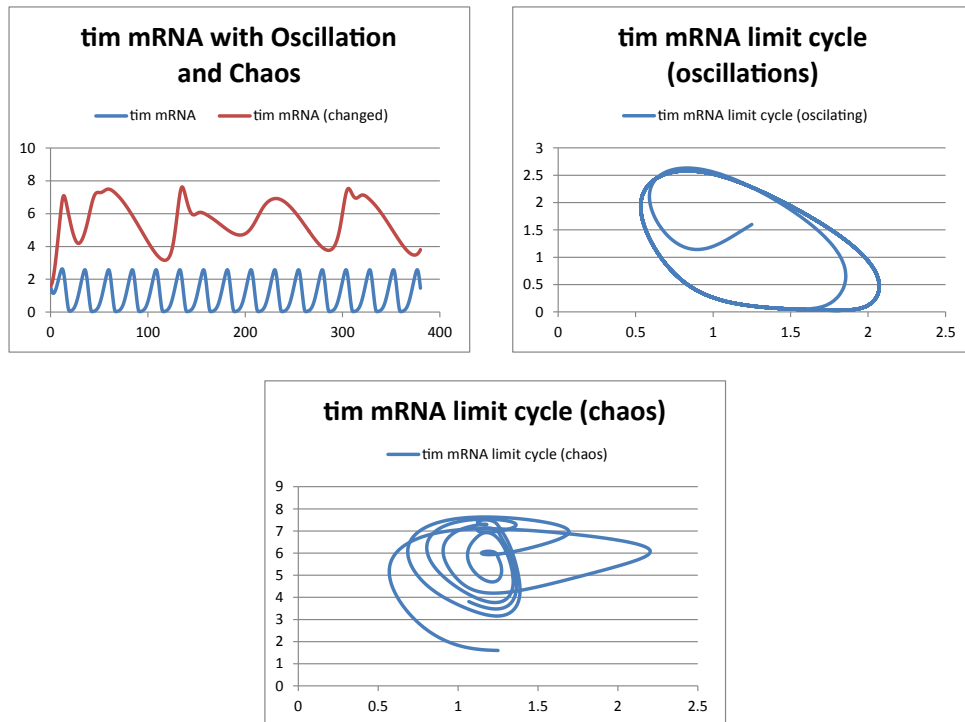 tim mRNA with Oscillation
and Chaos
tim mRNA tim mRNA (changed)
10
8
6
4
2
0
0 100 200 300 400
tim mRNA limit cycle
(oscillations)
tim mRNA limit cycle (oscilating)
3
2.5
2
1.5
1
0.5
0
0 0.5 1 1.5 2 2.5
tim mRNA limit cycle (chaos)
tim mRNA limit cycle (chaos)
9
8
7
6
5
4
3
2
1
0
0 0.5 1 1.5 2 2.5